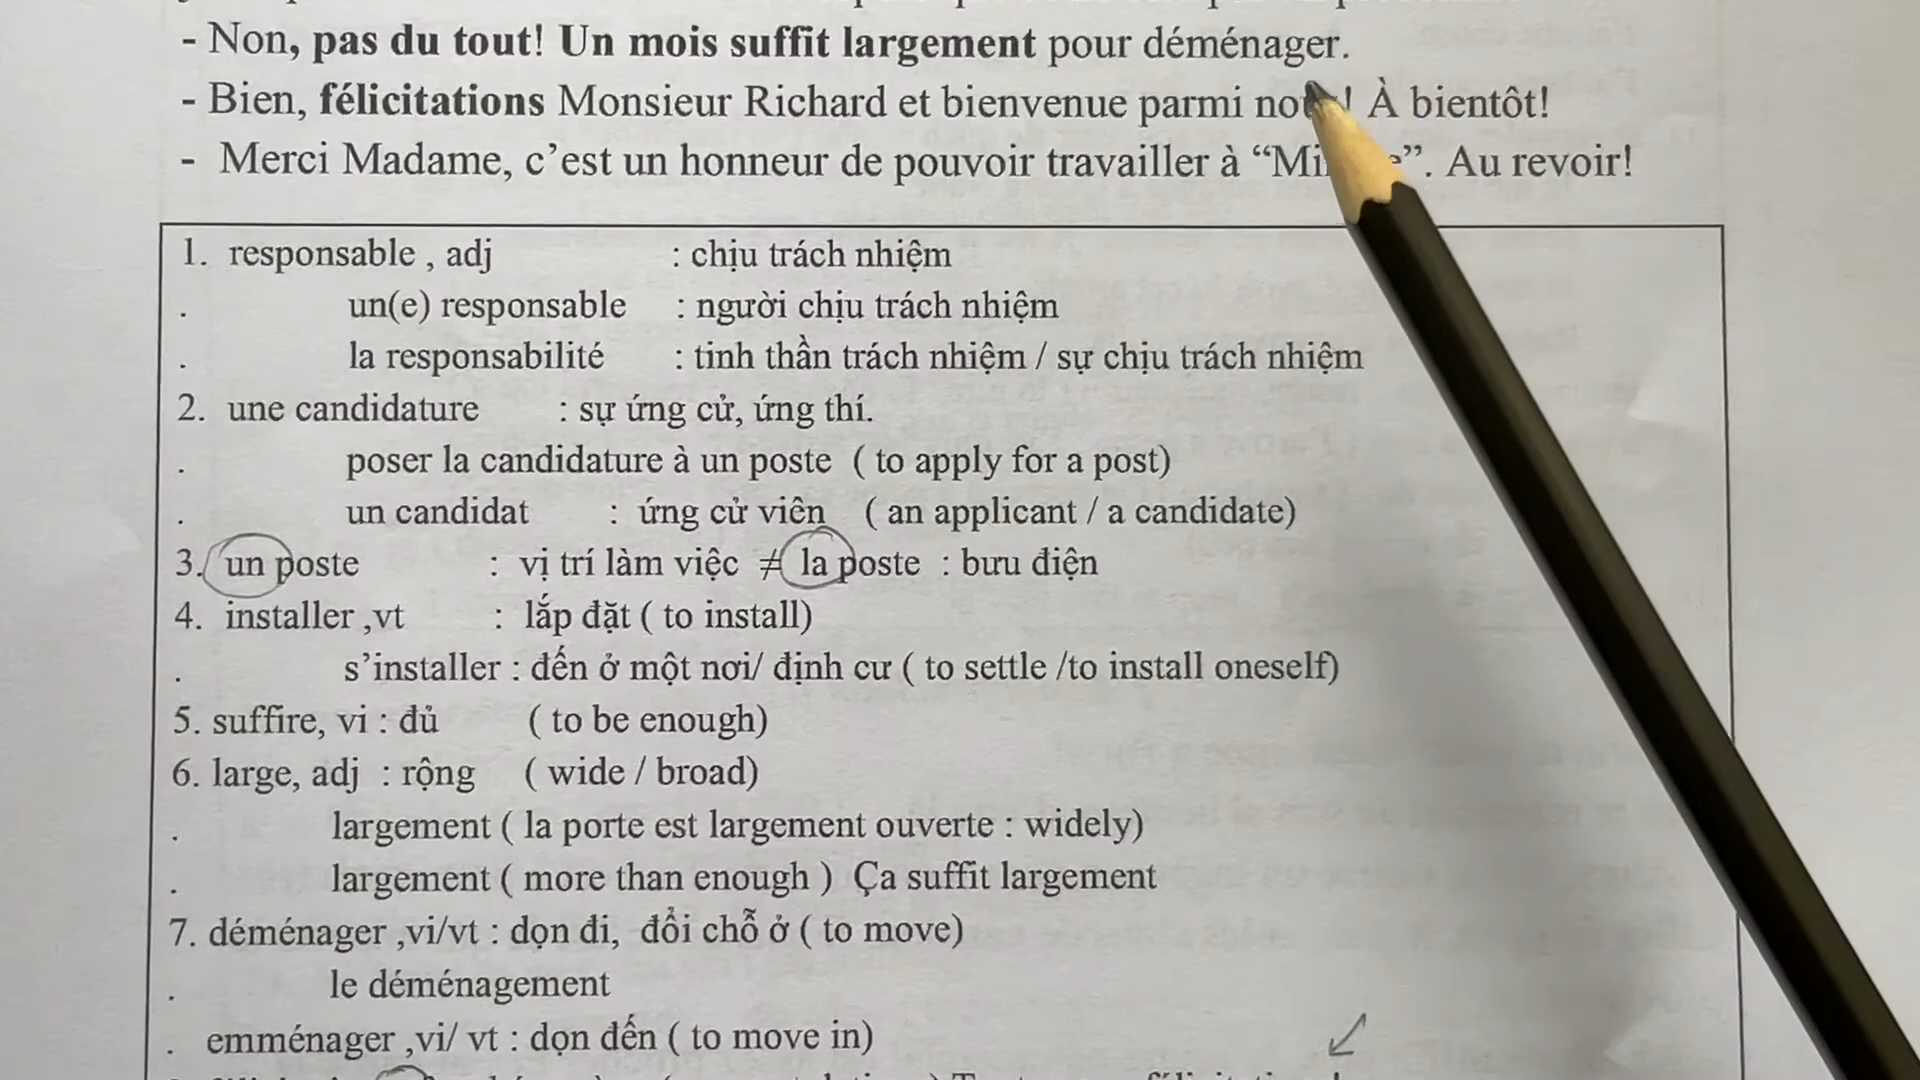 - Non, pas du tout! Un mois suffit largement pour déménager.
- Bien, félicitations Monsieur Richard et bienvenue parmi ! À bientôt!
- Merci Madame, c’est un honneur de pouvoir travailler à “ ”. Au revoir!
1. responsable , adj : chịu trách nhiệm
. un(e) responsable : người chịu trách nhiệm
. la responsabilité : tinh thần trách nhiệm / sự chịu trách nhiệm
2. une candidature : sự ứng cử, ứng thí.
. poser la candidature à un poste ( to apply for a post)
. un candidat : ứng cử viên ( an applicant / a candidate)
3. un poste : vị trí làm việc ≠ la poste : bưu điện
4. installer ,vt : lắp đặt ( to install)
. s’installer : đến ở một nơi/ định cư ( to settle /to install oneself)
5. suffire, vi : đủ ( to be enough)
6. large, adj : rộng ( wide / broad)
. largement ( la porte est largement ouverte : widely)
. largement ( more than enough ) Ça suffit largement
7. déménager ,vi/vt : dọn đi, đổi chỗ ở ( to move)
. le déménagement
. emménager ,vi/ vt : dọn đến ( to move in)